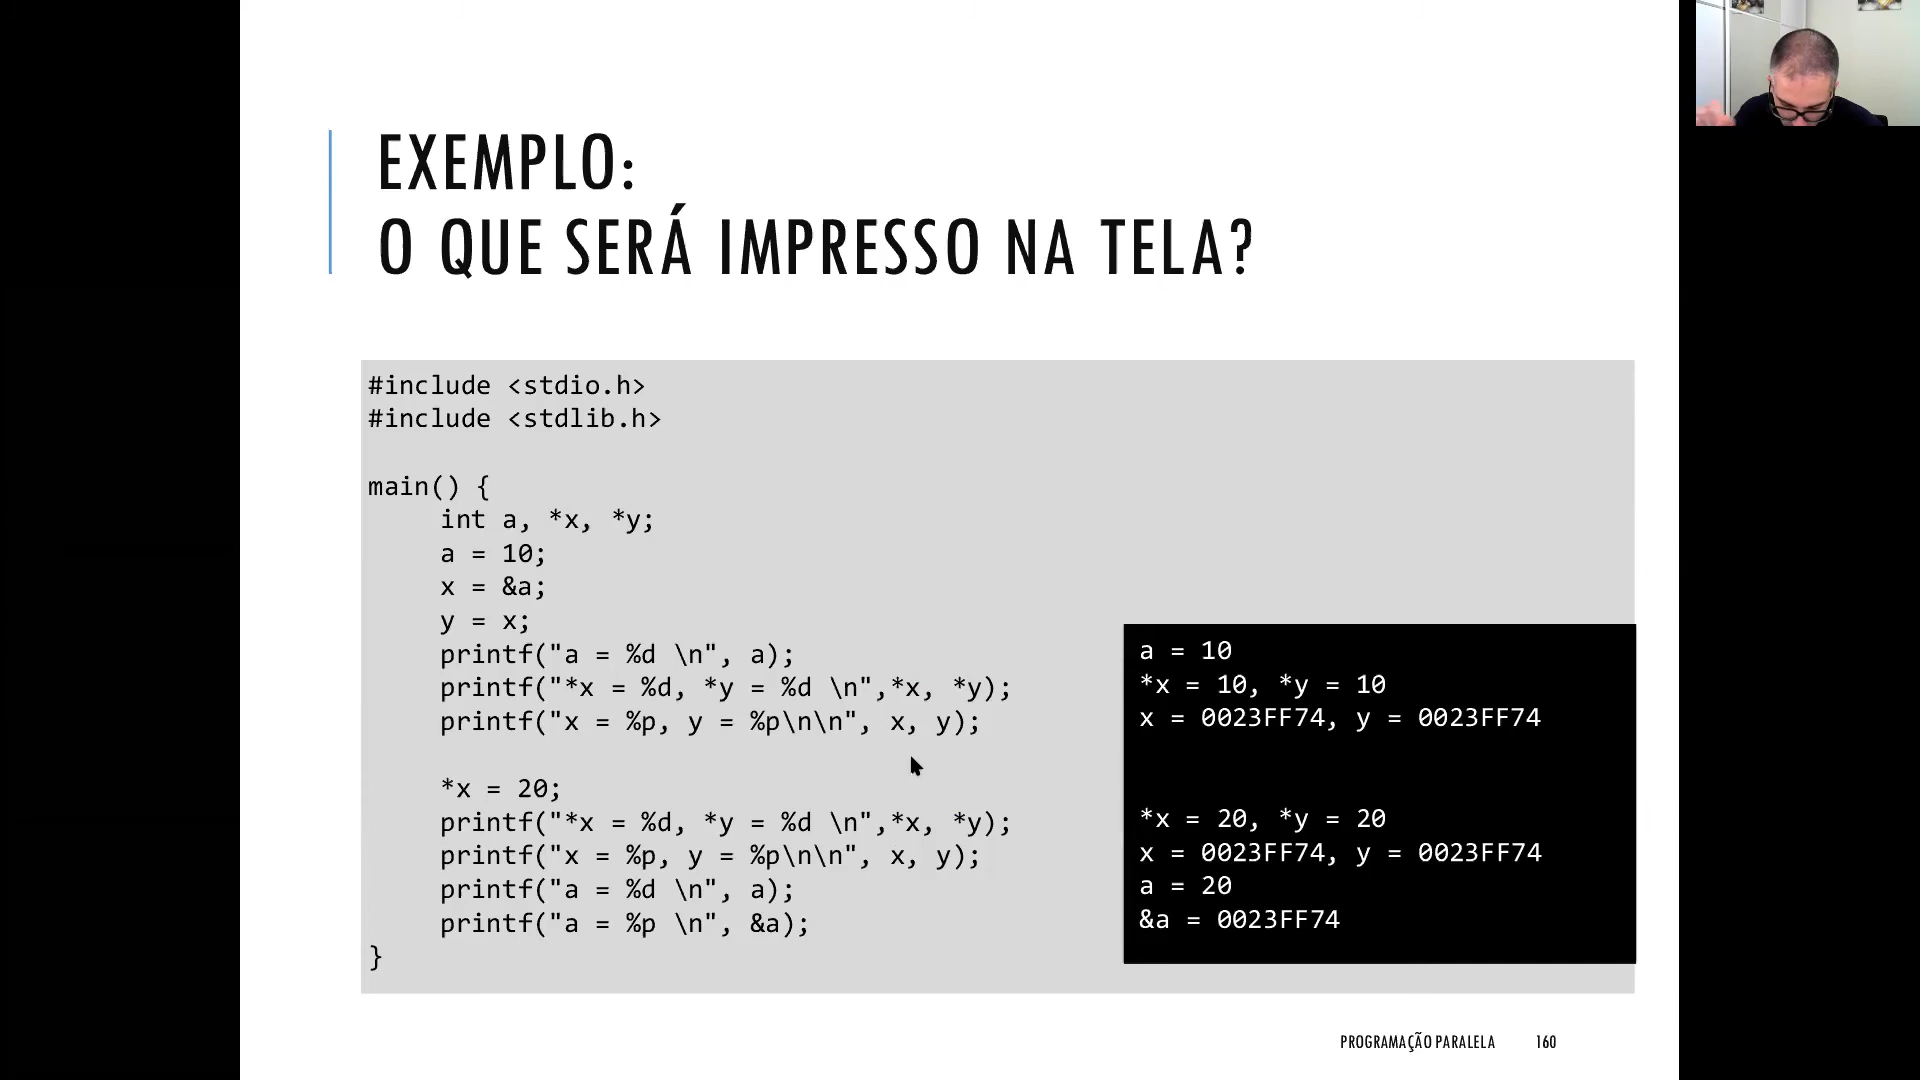 EXEMPLO:
O QUE SERÁ IMPRESSO NA TELA?
#include <stdio.h>
#include <stdlib.h>
main() {
int a, *x, *y;
a = 10;
x = &a;
y = x;
printf("a = %d \n", a);
printf("*x = %d, *y = %d \n",*x, *y);
printf("x = %p, y = %p\n\n", x, y);
*x = 20;
printf("*x = %d, *y = %d \n",*x, *y);
printf("x = %p, y = %p\n\n", x, y);
printf("a = %d \n", a);
printf("a = %p \n", &a);
}
a = 10
*x = 10, *y = 10
x = 0023FF74, y = 0023FF74
*x = 20, *y = 20
x = 0023FF74, y = 0023FF74
a = 20
&a = 0023FF74
PROGRAMAÇÃO PARALELA 160